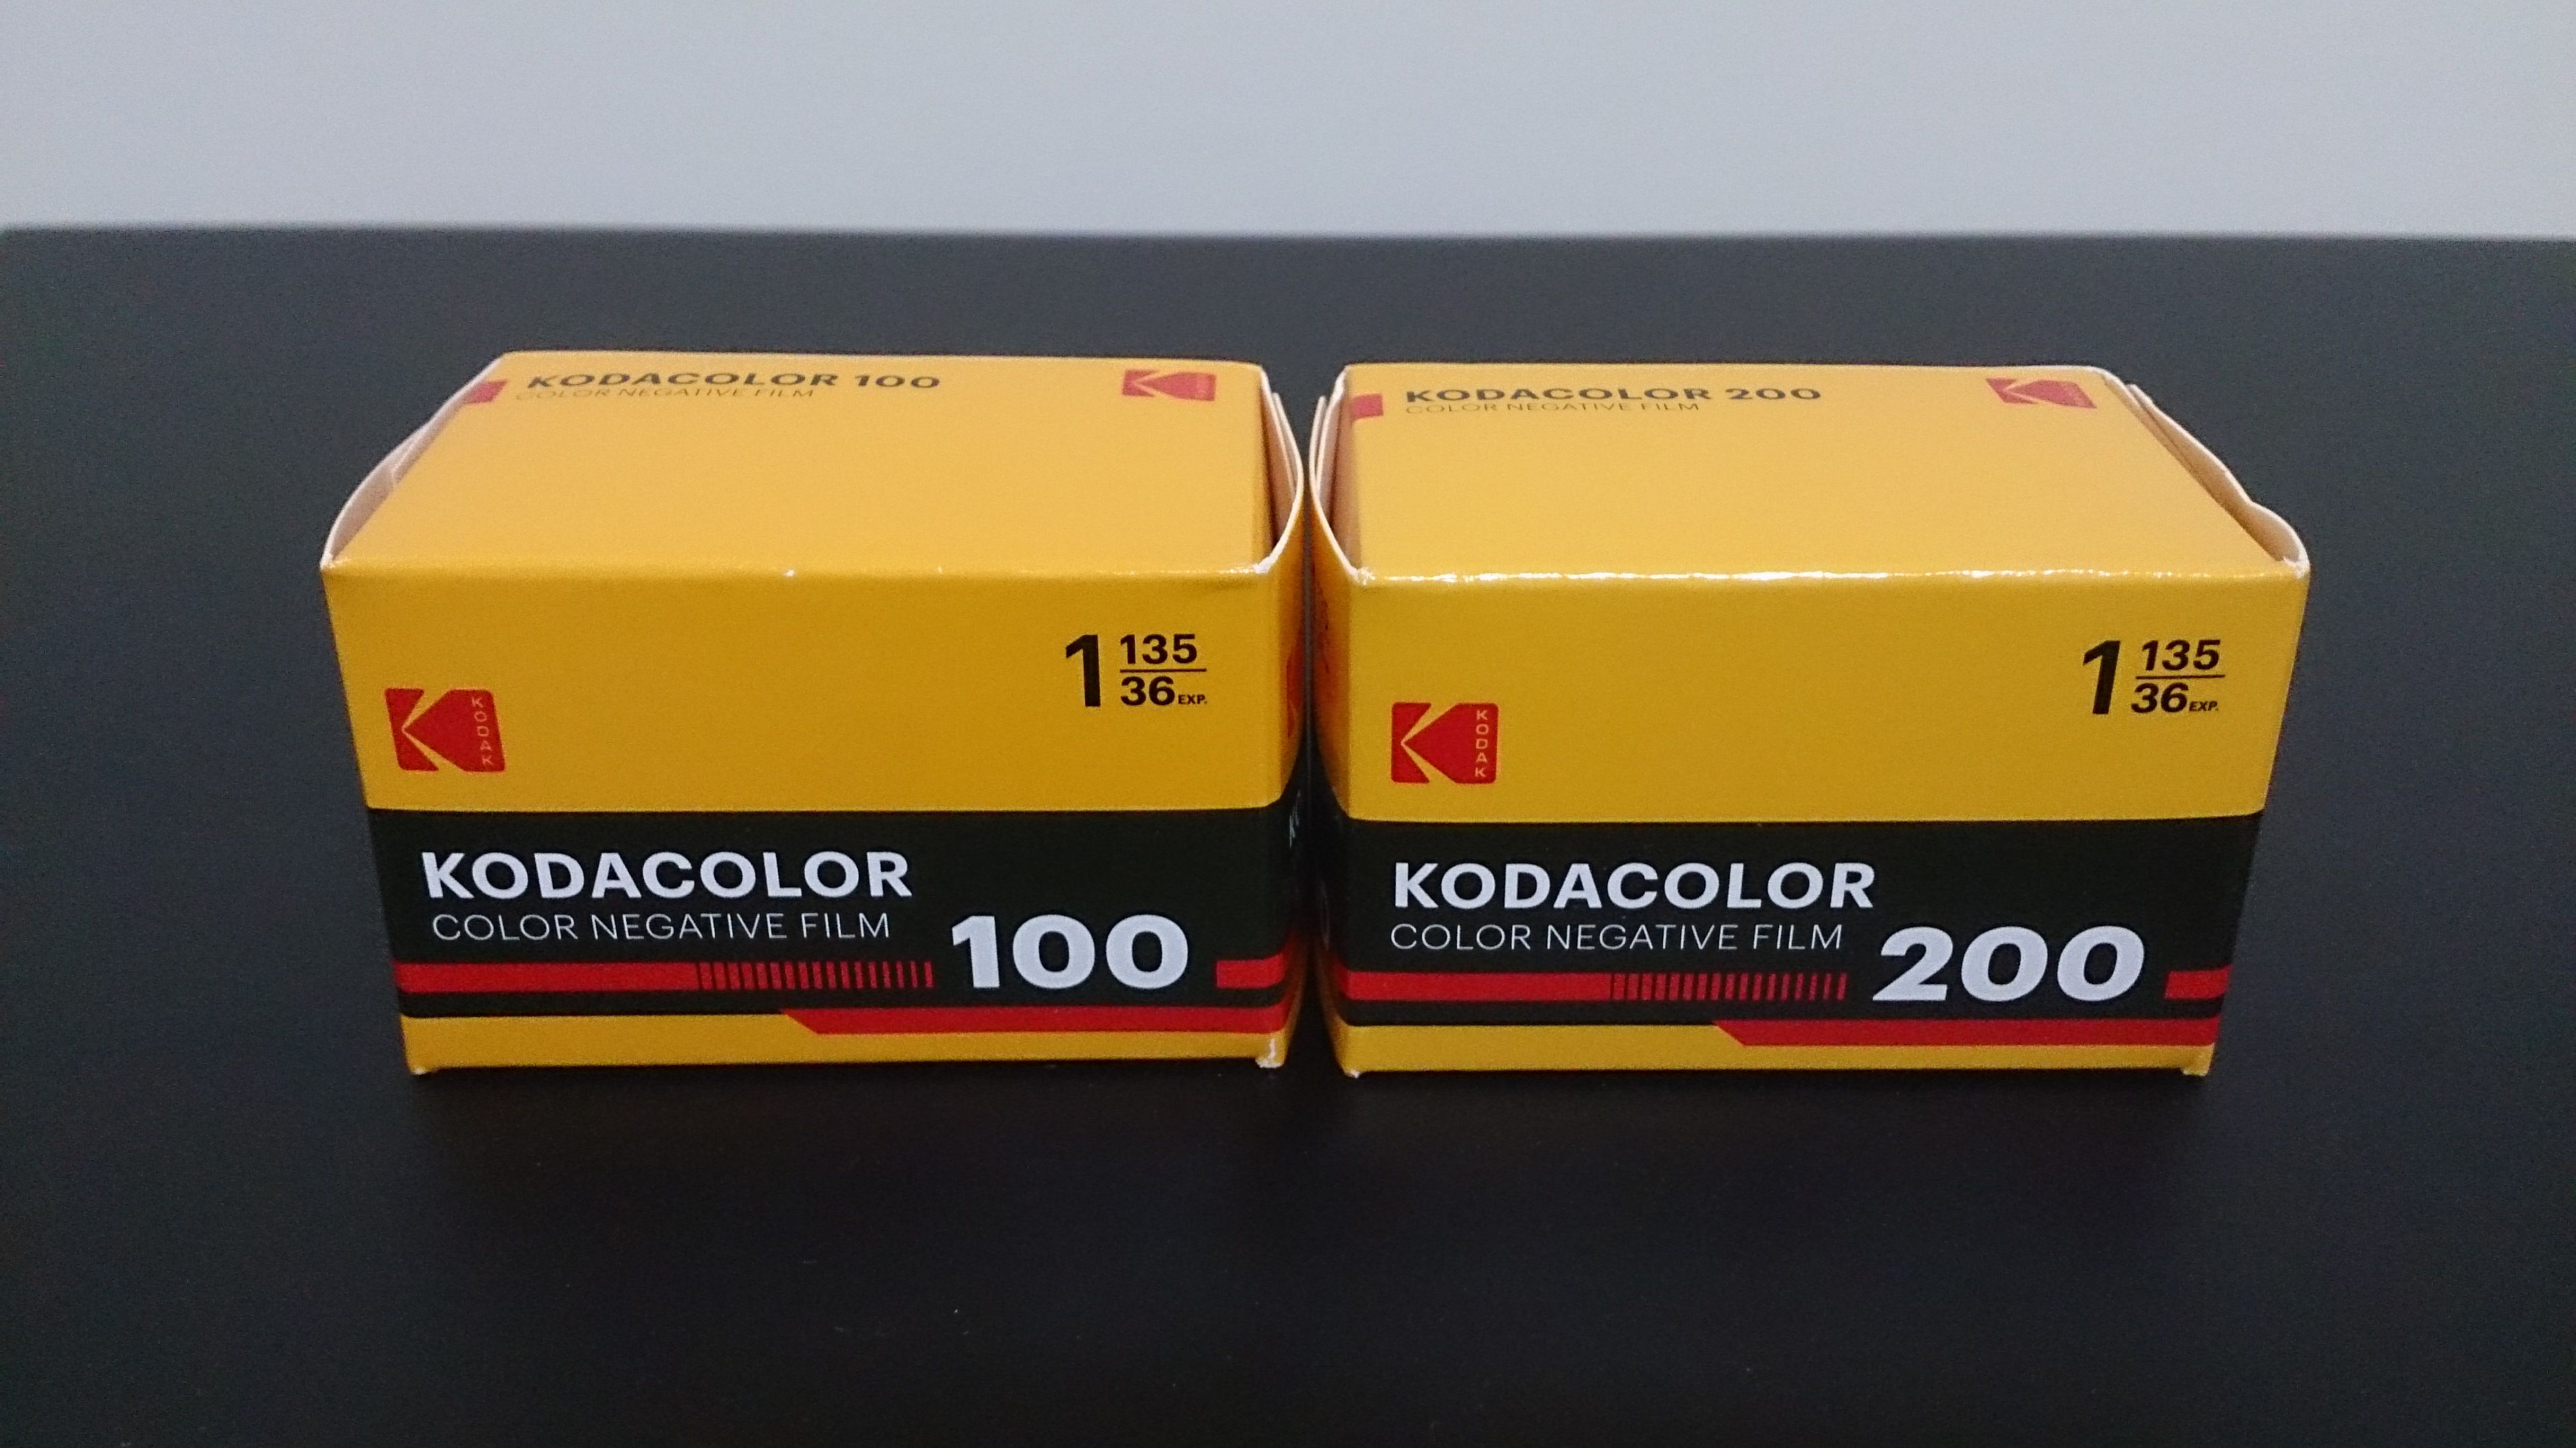 KODACOLOR 100
COLOR NEGATIVE FILM
1 135
36 EXP.
KODAK
KODACOLOR
COLOR NEGATIVE FILM
100
KODACOLOR 200
COLOR NEGATIVE FILM
1 135
36 EXP.
KODAK
KODACOLOR
COLOR NEGATIVE FILM
200